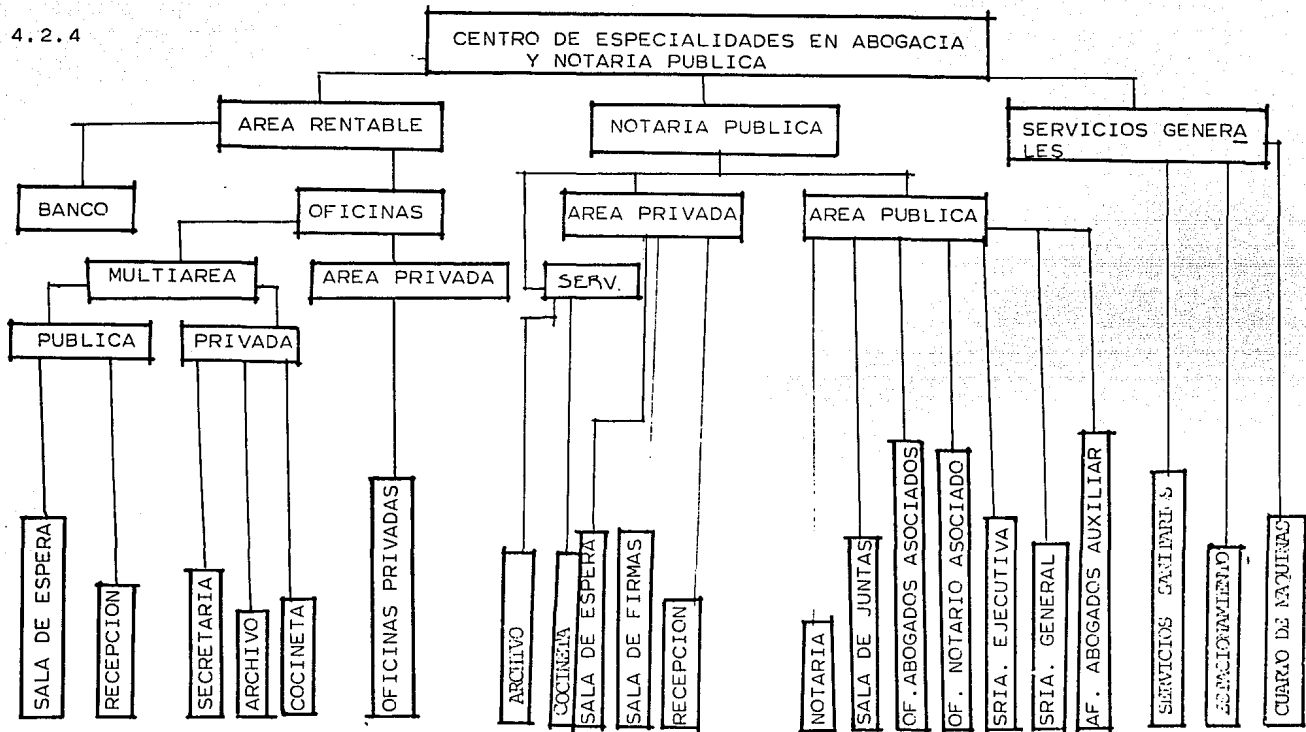 4.2.4
CENTRO DE ESPECIALIDADES EN ABOGACIA
Y NOTARIA PUBLICA
AREA RENTABLE
NOTARIA PUBLICA
SERVICIOS GENERA
LES
BANCO
OFICINAS
AREA PRIVADA
AREA PUBLICA
MULTIAREA
AREA PRIVADA
SERV.
PUBLICA
PRIVADA
SALA DE ESPERA
RECEPCION
SECRETARIA
ARCHIVO
COCINETA
OFICINAS PRIVADAS
ARCHIVO
COCINETA
SALA DE ESPERA
SALA DE FIRMAS
RECEPCION
NOTARIA
SALA DE JUNTAS
OF.ABOGADOS ASOCIADOS
OF. NOTARIO ASOCIADO
SRIA. EJECUTIVA
SRIA. GENERAL
AF. ABOGADOS AUXILIAR
SERVICIOS SANITARIOS
ESTACIONAMIENTO
CUARTO DE MAQUINAS